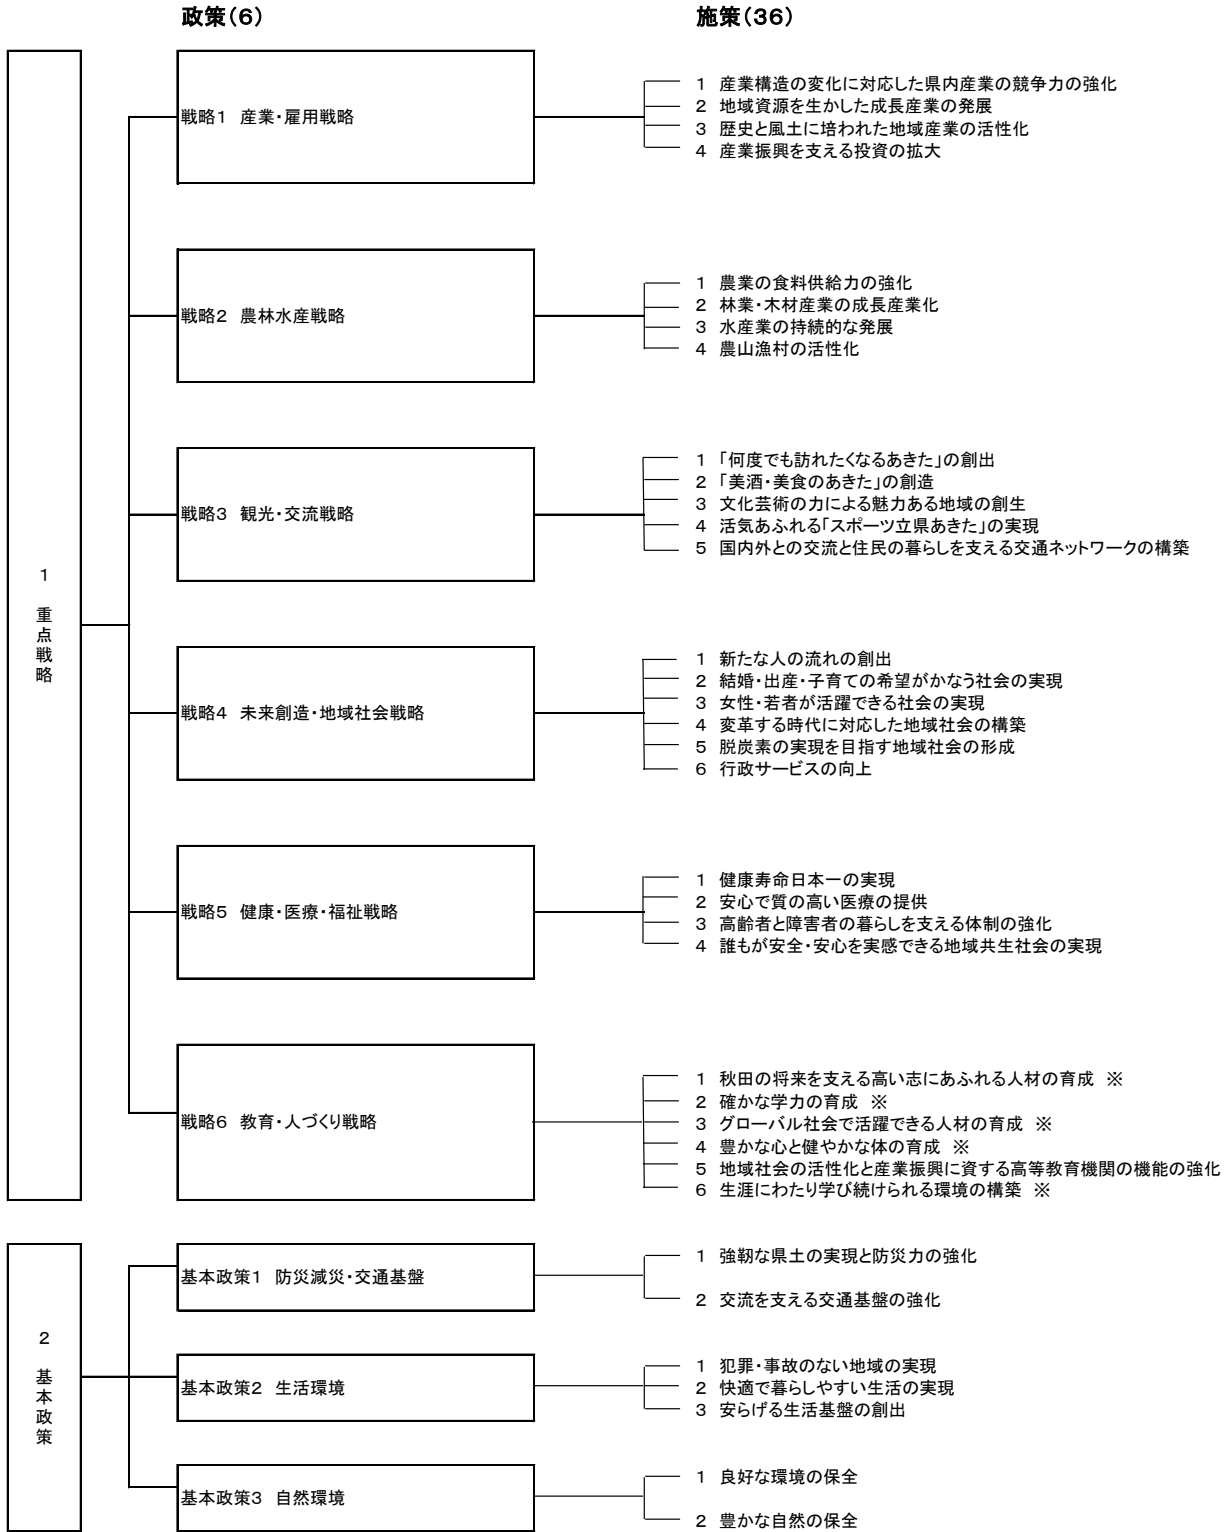 政策(6)
施策(36)
1 重点戦略
戦略1 産業・雇用戦略
1 産業構造の変化に対応した県内産業の競争力の強化
2 地域資源を生かした成長産業の発展
3 歴史と風土に培われた地域産業の活性化
4 産業振興を支える投資の拡大
戦略2 農林水産戦略
1 農業の食料供給力の強化
2 林業・木材産業の成長産業化
3 水産業の持続的な発展
4 農山漁村の活性化
戦略3 観光・交流戦略
1 「何度でも訪れたくなるあきた」の創出
2 「美酒・美食のあきた」の創造
3 文化芸術の力による魅力ある地域の創生
4 活気あふれる「スポーツ立県あきた」の実現
5 国内外との交流と住民の暮らしを支える交通ネットワークの構築
戦略4 未来創造・地域社会戦略
1 新たな人の流れの創出
2 結婚・出産・子育ての希望がかなう社会の実現
3 女性・若者が活躍できる社会の実現
4 変革する時代に対応した地域社会の構築
5 脱炭素の実現を目指す地域社会の形成
6 行政サービスの向上
戦略5 健康・医療・福祉戦略
1 健康寿命日本一の実現
2 安心で質の高い医療の提供
3 高齢者と障害者の暮らしを支える体制の強化
4 誰もが安全・安心を実感できる地域共生社会の実現
戦略6 教育・人づくり戦略
1 秋田の将来を支える高い志にあふれる人材の育成 ※
2 確かな学力の育成 ※
3 グローバル社会で活躍できる人材の育成 ※
4 豊かな心と健やかな体の育成 ※
5 地域社会の活性化と産業振興に資する高等教育機関の機能の強化
6 生涯にわたり学び続けられる環境の構築 ※
2 基本政策
基本政策1 防災減災・交通基盤
1 強靭な県土の実現と防災力の強化
2 交流を支える交通基盤の強化
基本政策2 生活環境
1 犯罪・事故のない地域の実現
2 快適で暮らしやすい生活の実現
3 安らげる生活基盤の創出
基本政策3 自然環境
1 良好な環境の保全
2 豊かな自然の保全